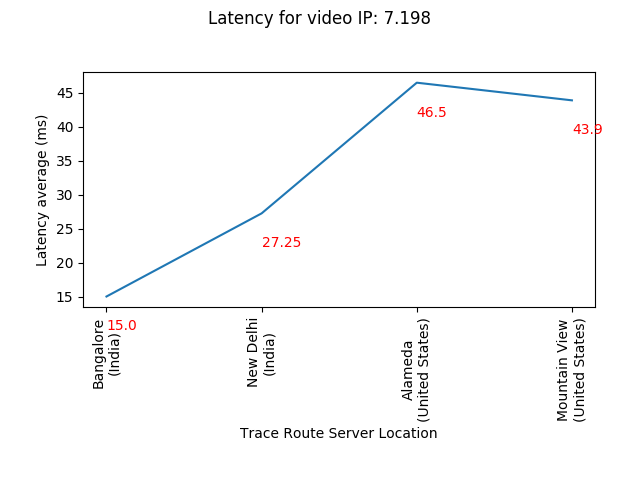 Latency for video IP: 7.198
Latency average (ms)
45
40
35
30
25
20
15
46.5
43.9
27.25
15.0
Bangalore
(India)
New Delhi
(India)
Alameda
(United States)
Mountain View
(United States)
Trace Route Server Location